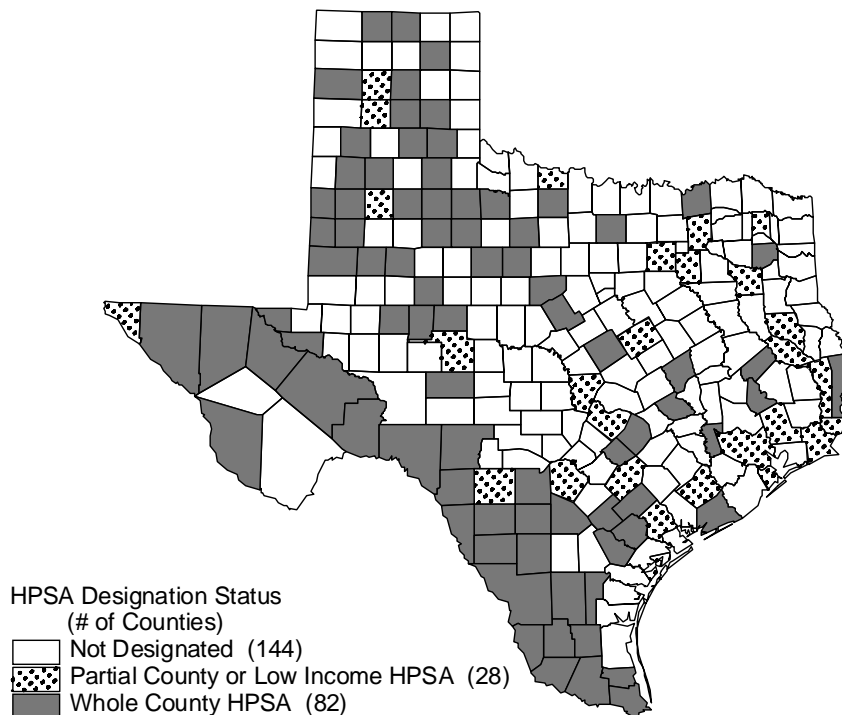 HPSA Designation Status
(# of Counties)
Not Designated (144)
Partial County or Low Income HPSA (28)
Whole County HPSA (82)